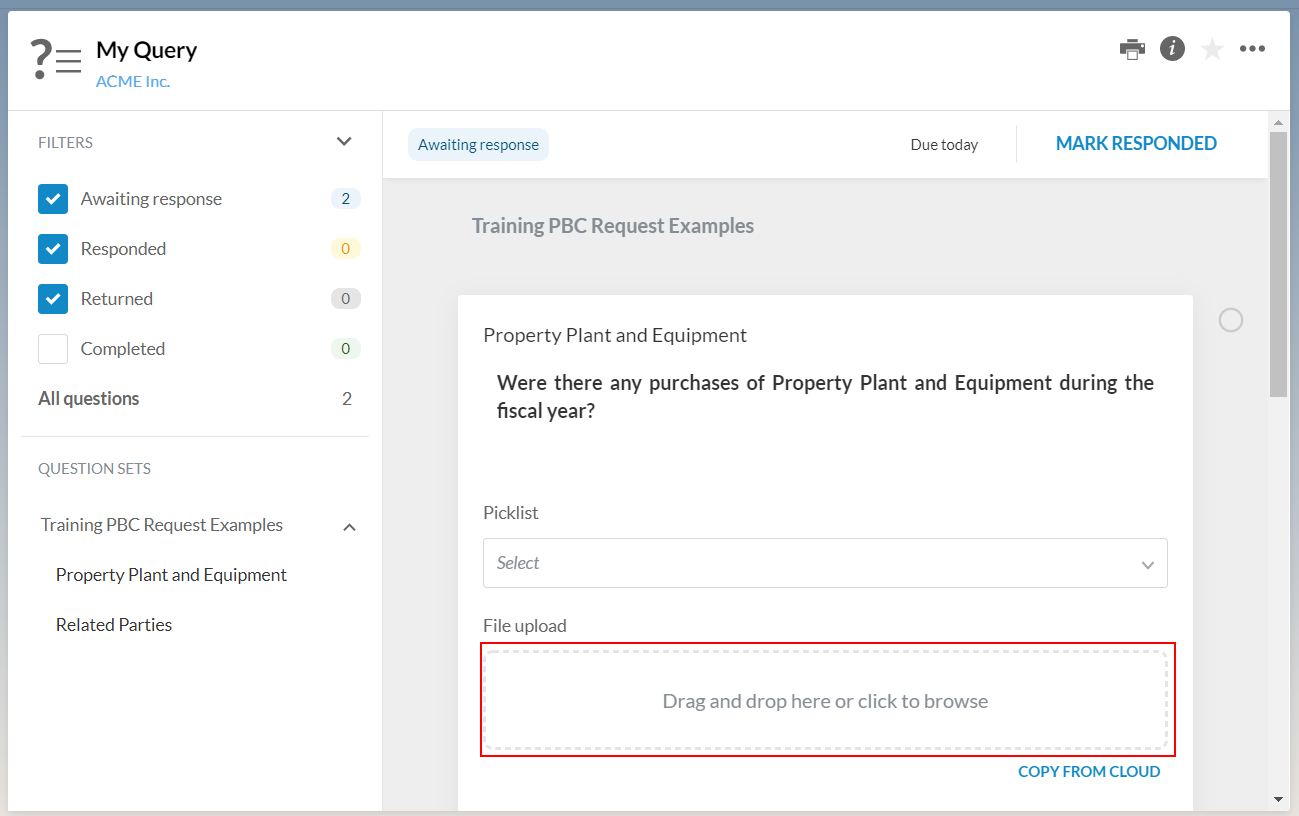 My Query
ACME Inc.
FILTERS
Awaiting response 2
Responded 0
Returned 0
Completed 0
All questions 2
QUESTION SETS
Training PBC Request Examples
Property Plant and Equipment
Related Parties
Awaiting response
Due today
MARK RESPONDED
Training PBC Request Examples
Property Plant and Equipment
Were there any purchases of Property Plant and Equipment during the
fiscal year?
Picklist
Select
File upload
Drag and drop here or click to browse
COPY FROM CLOUD